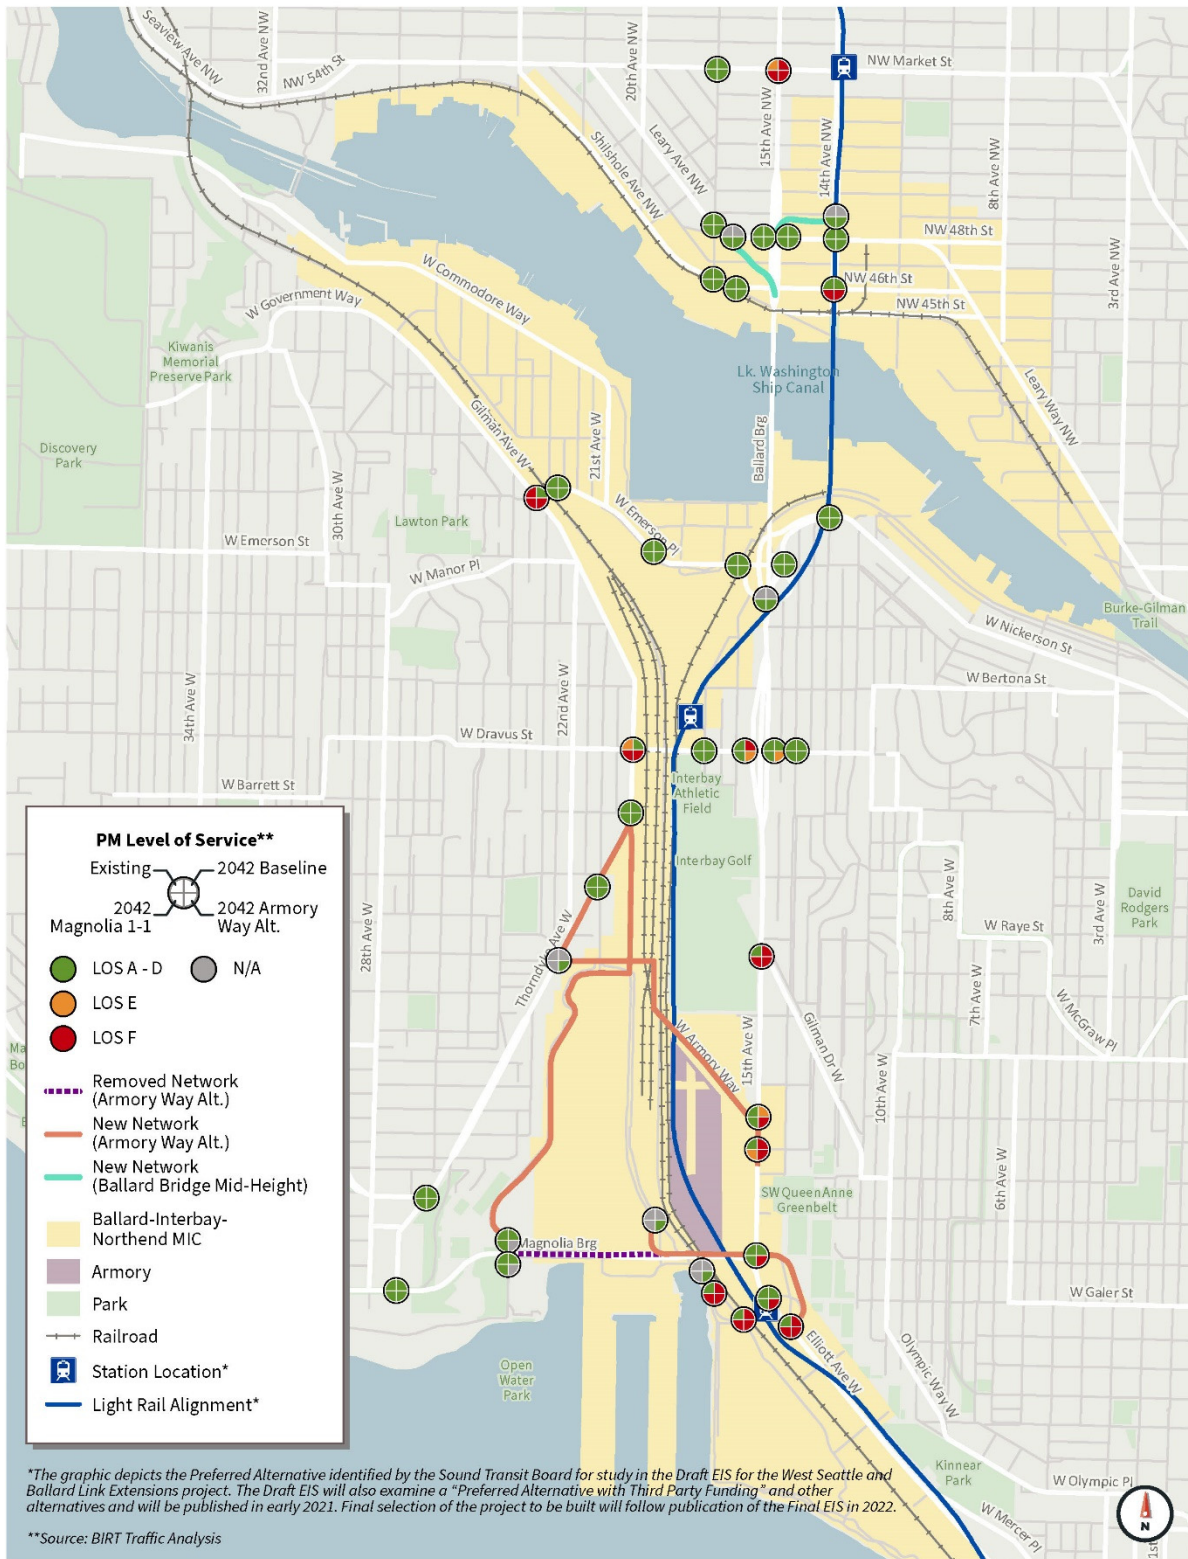 Seaview Ave NW
32nd Ave NW
NW 54th St
20th Ave NW
NW Market St
15th Ave NW
14th Ave NW
8th Ave NW
3rd Ave NW
Leary Ave NW
Shilshole Ave NW
NW 48th St
NW 46th St
NW 45th St
W Commodore Way
W Government Way
Kiwanis
Memorial
Preserve Park
Lk. Washington
Ship Canal
Leary Way NW
Discovery
Park
Gilman Ave W
21st Ave W
Ballard Brg
30th Ave W
Lawton Park
W Emerson Pl
W Emerson St
W Manor Pl
Burke-Gilman
Trail
W Nickerson St
W Bertona St
34th Ave W
22nd Ave W
W Dravus St
W Barrett St
Interbay
Athletic
Field
Interbay Golf
28th Ave W
Thorndyke Ave W
8th Ave W
David
Rodgers
Park
3rd Ave W
W Raye St
7th Ave W
W McGraw Pl
W Armory Way
15th Ave W
Gilman Dr W
10th Ave W
6th Ave W
SW Queen Anne
Greenbelt
Magnolia Brg
W Galer St
Elliott Ave W
Olympic Way W
Open
Water
Park
Kinnear
Park
W Olympic Pl
W Mercer Pl
N
PM Level of Service**
Existing
2042 Baseline
2042
Magnolia 1-1
2042 Armory
Way Alt.
LOS A - D
N/A
LOS E
LOS F
Removed Network
(Armory Way Alt.)
New Network
(Armory Way Alt.)
New Network
(Ballard Bridge Mid-Height)
Ballard-Interbay-
Northend MIC
Armory
Park
Railroad
Station Location*
Light Rail Alignment*
*The graphic depicts the Preferred Alternative identified by the Sound Transit Board for study in the Draft EIS for the West Seattle and
Ballard Link Extensions project. The Draft EIS will also examine a “Preferred Alternative with Third Party Funding” and other
alternatives and will be published in early 2021. Final selection of the project to be built will follow publication of the Final EIS in 2022.
**Source: BIRT Traffic Analysis